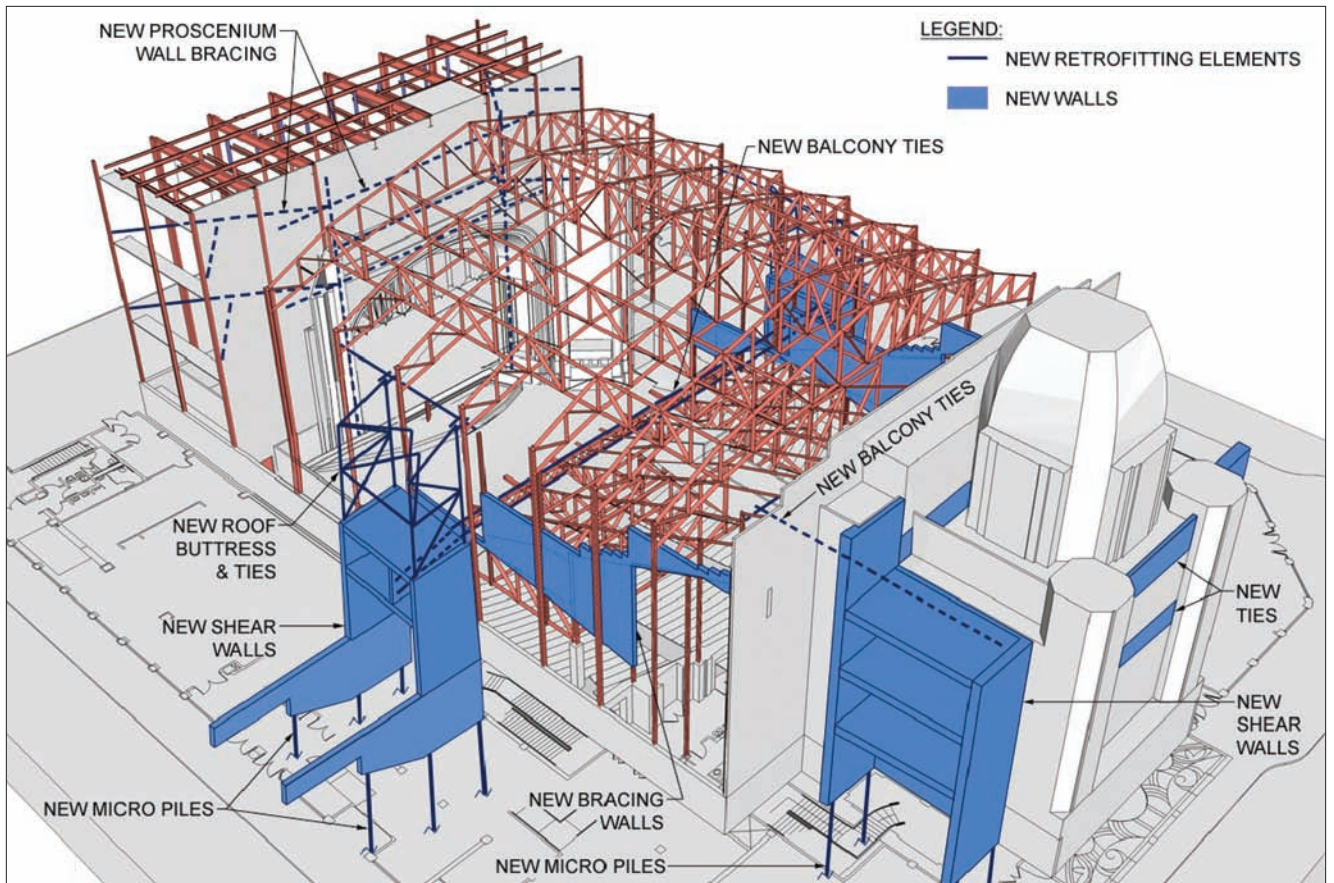 NEW PROSCENIUM
WALL BRACING
LEGEND:
NEW RETROFITTING ELEMENTS
NEW WALLS
NEW BALCONY TIES
NEW BALCONY TIES
NEW ROOF
BUTTRESS
& TIES
NEW SHEAR
WALLS
NEW
TIES
NEW
SHEAR
WALLS
NEW MICRO PILES
NEW BRACING
WALLS
NEW MICRO PILES